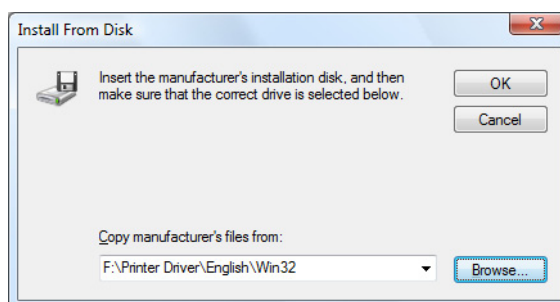 Install From Disk
Insert the manufacturer's installation disk, and then
make sure that the correct drive is selected below.
OK
Cancel
Copy manufacturer's files from:
F:\Printer Driver\English\Win32
Browse...